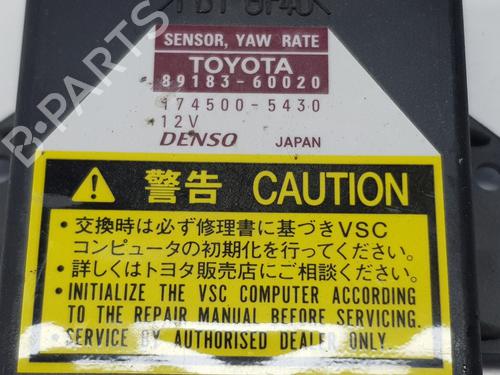 >PBT GF40<
SENSOR, YAW RATE
TOYOTA
89183-60020
174500-5430
12V
DENSO JAPAN
警告 CAUTION
・交換時は必ず修理書に基づきVSC
コンピュータの初期化を行ってください。
・詳しくはトヨタ販売店にご相談ください。
・INITIALIZE THE VSC COMPUTER ACCORDING
TO THE REPAIR MANUAL BEFORE SERVICING.
・SERVICE BY AUTHORISED DEALER ONLY.
B-PARTS